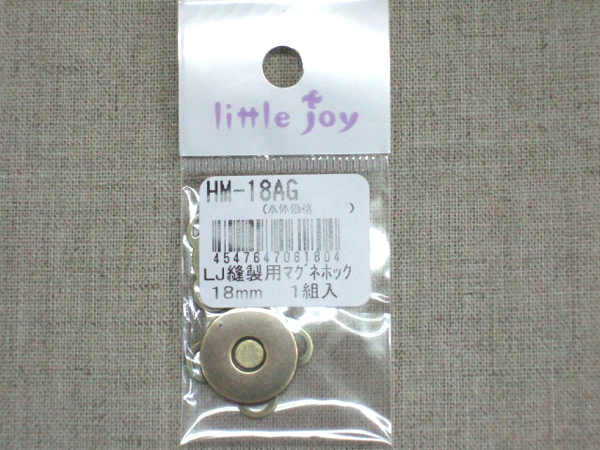 little joy
HM-18AG
(本体価格 )
4547647061804
LJ縫製用マグネホック
18mm 1組入